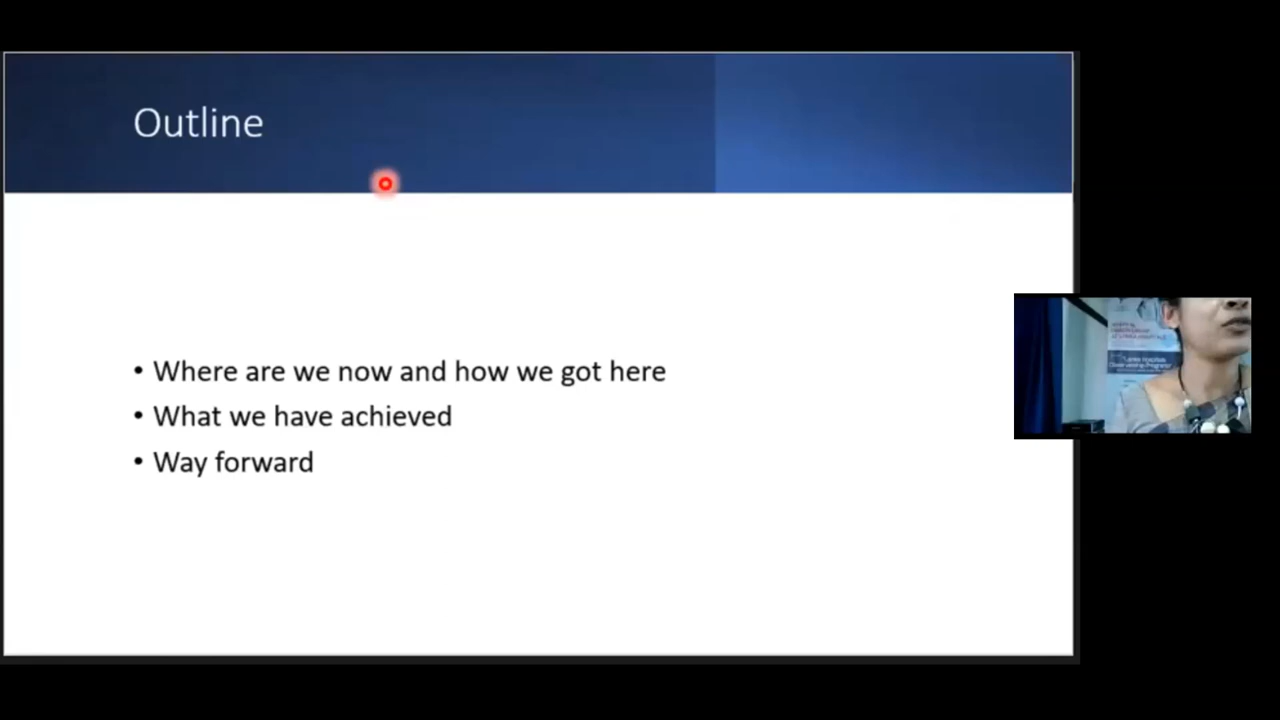 Outline
• Where are we now and how we got here
• What we have achieved
• Way forward